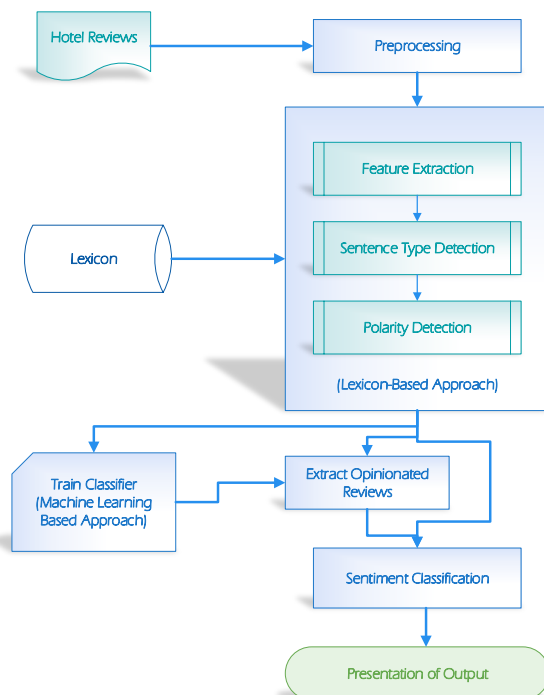 Hotel Reviews
Preprocessing
Feature Extraction
Lexicon
Sentence Type Detection
Polarity Detection
(Lexicon-Based Approach)
Train Classifier
(Machine Learning
Based Approach)
Extract Opinionated
Reviews
Sentiment Classification
Presentation of Output